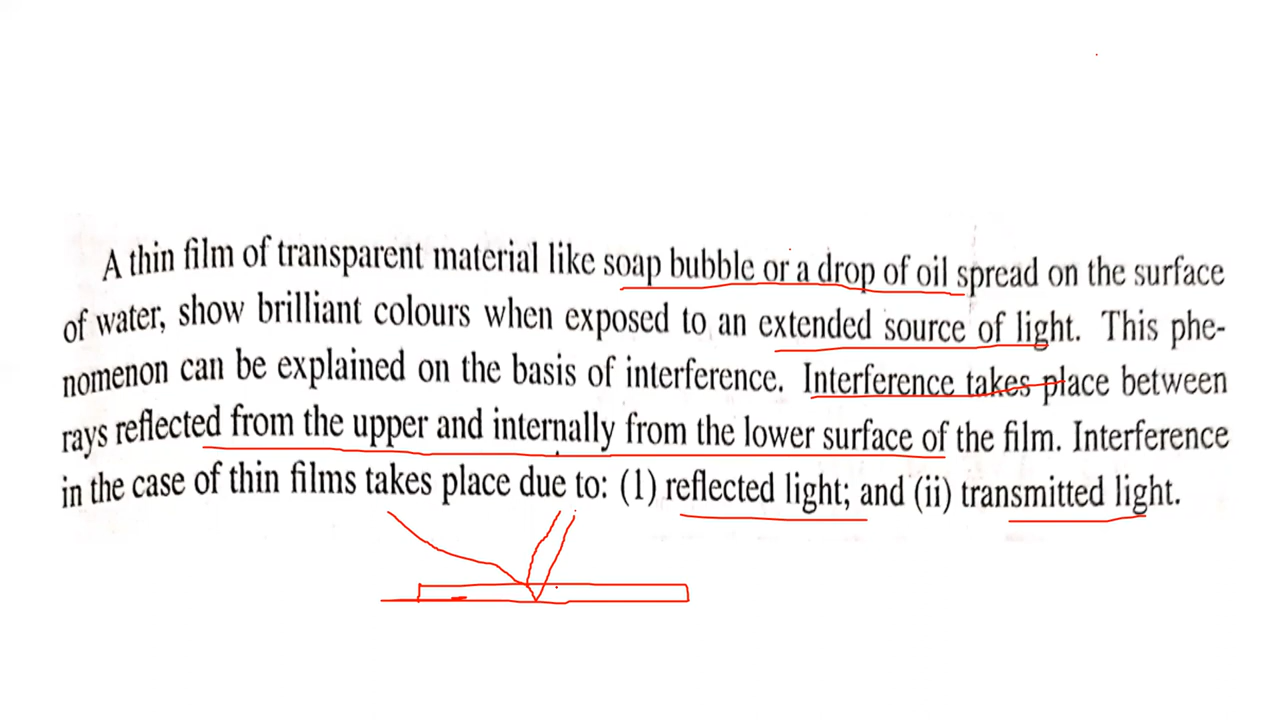 A thin film of transparent material like soap bubble or a drop of oil spread on the surface
of water, show brilliant colours when exposed to an extended source of light. This phe-
nomenon can be explained on the basis of interference. Interference takes place between
rays reflected from the upper and internally from the lower surface of the film. Interference
in the case of thin films takes place due to: (1) reflected light; and (ii) transmitted light.